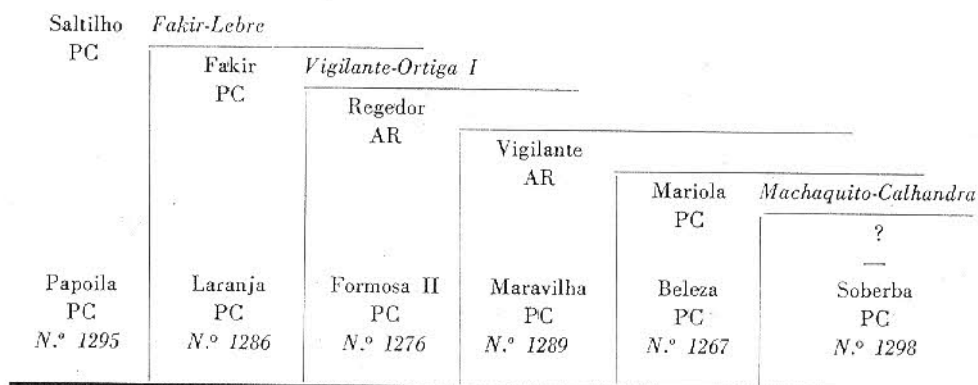 Saltilho Fakir-Lebre
PC
Fakir Vigilante-Ortiga I
PC
Regedor
AR
Vigilante
AR
Mariola Machaquito-Calhandra
PC
?
—
Papoila Laranja Formosa II Maravilha Beleza Soberba
PC PC PC PC PC PC
N.º 1295 N.º 1286 N.º 1276 N.º 1289 N.º 1267 N.º 1298